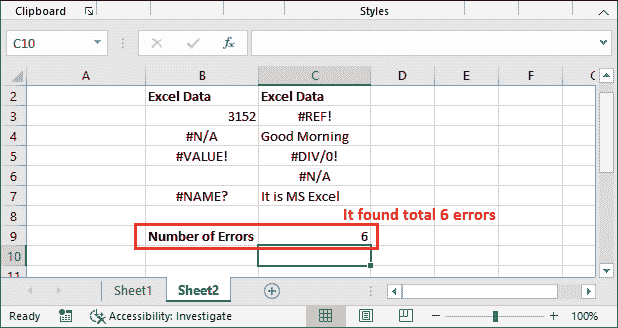 Clipboard Styles
C10 fx
A B C D E F
2 Excel Data Excel Data
3 3152 #REF!
4 #N/A Good Morning
5 #VALUE! #DIV/0!
6 #N/A
7 #NAME? It is MS Excel
8 It found total 6 errors
9 Number of Errors 6
10
11
Sheet1 Sheet2
Ready Accessibility: Investigate 100%